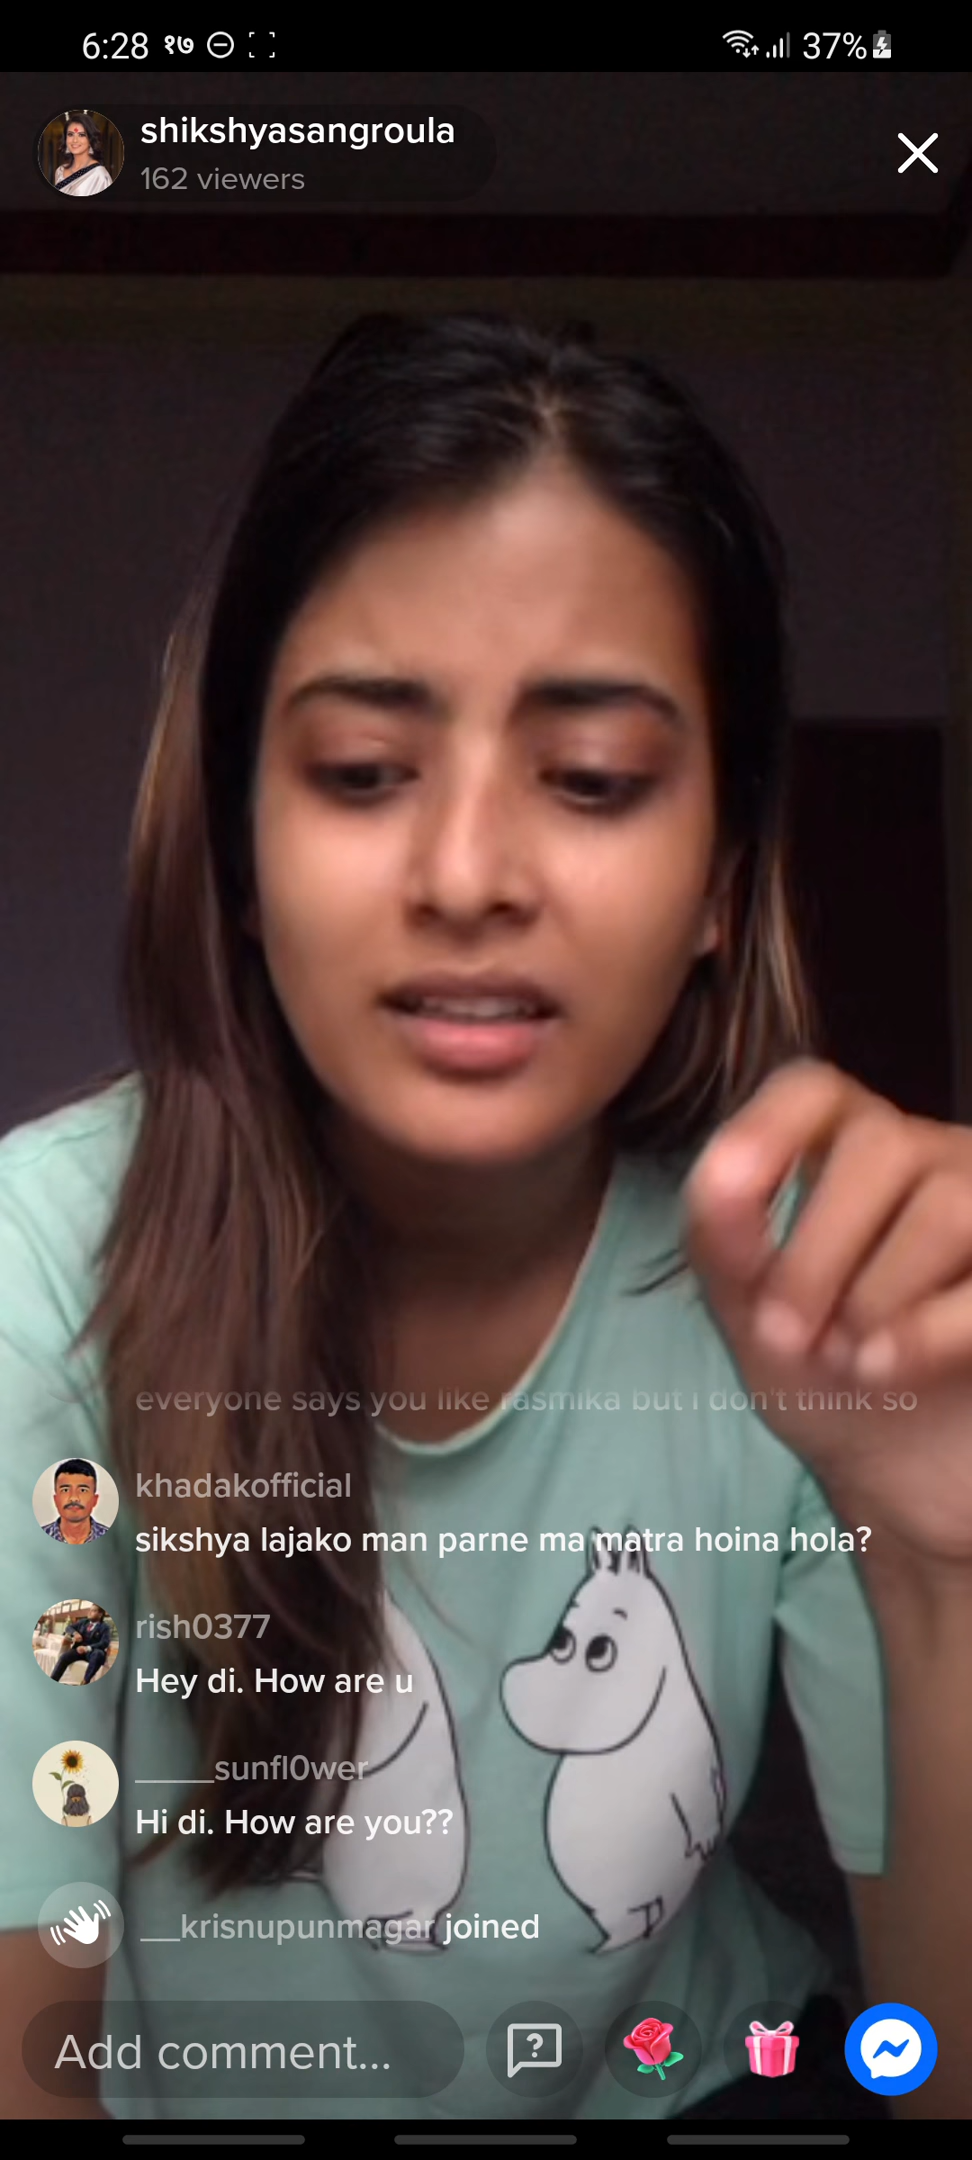 6:28 १७ 37%
shikshyasangroula
162 viewers
everyone says you like rasmika but i don't think so
khadakofficial
sikshya lajako man parne ma matra hoina hola?
rish0377
Hey di. How are u
____sunfl0wer
Hi di. How are you??
__krisnupunmagar joined
Add comment...